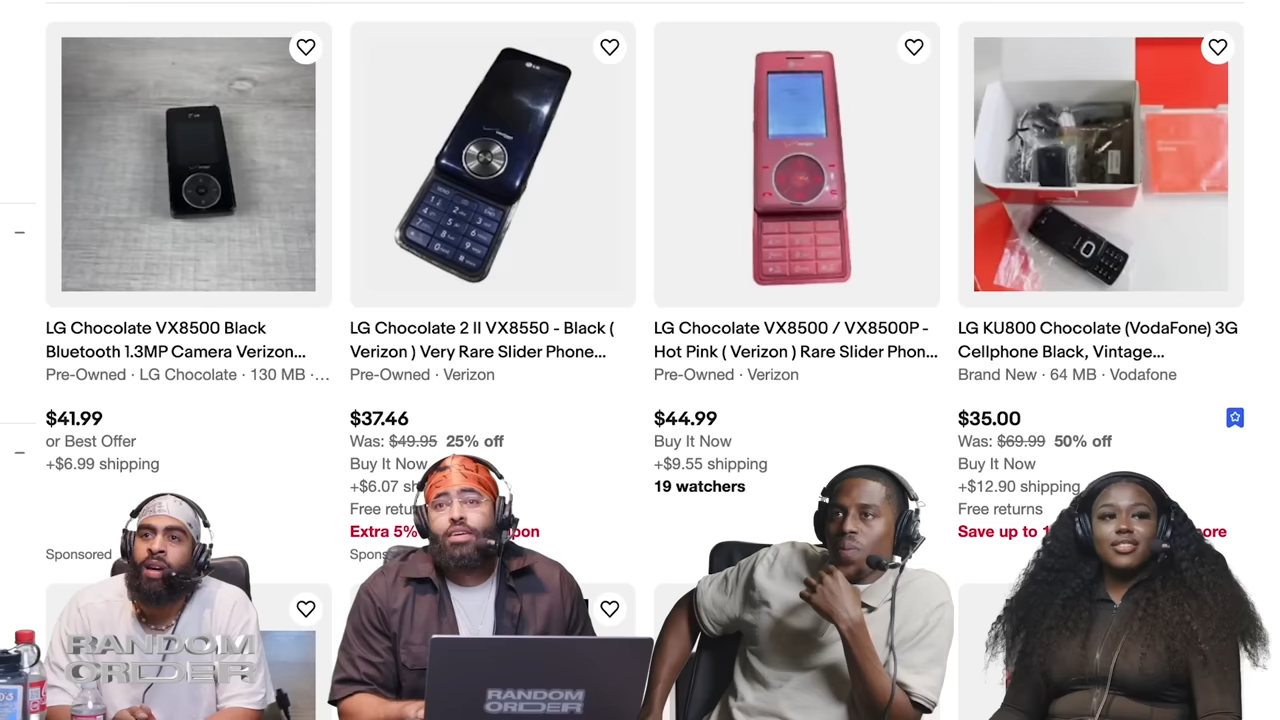 LG Chocolate VX8500 Black
Bluetooth 1.3MP Camera Verizon...
Pre-Owned · LG Chocolate · 130 MB ·...
$41.99
or Best Offer
+$6.99 shipping
Sponsored
LG Chocolate 2 II VX8550 - Black (
Verizon ) Very Rare Slider Phone...
Pre-Owned · Verizon
$37.46
Was: $49.95 25% off
Buy It Now
+$6.07 sh
Free retu
Extra 5% pon
Spons
LG Chocolate VX8500 / VX8500P -
Hot Pink ( Verizon ) Rare Slider Phon...
Pre-Owned · Verizon
$44.99
Buy It Now
+$9.55 shipping
19 watchers
LG KU800 Chocolate (VodaFone) 3G
Cellphone Black, Vintage...
Brand New · 64 MB · Vodafone
$35.00
Was: $69.99 50% off
Buy It Now
+$12.90 shipping
Free returns
Save up to 1 ore
RANDOM
ORDER
RANDOM
ORDER